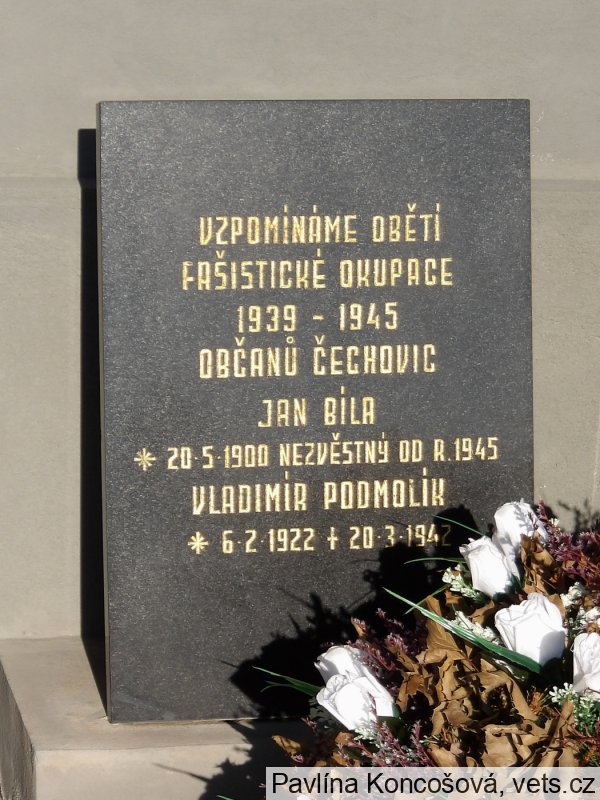 VZPOMÍNÁME OBĚTÍ
FAŠISTICKÉ OKUPACE
1939 - 1945
OBČANŮ ČECHOVIC
JAN BÍLA
* 20·5·1900 NEZVĚSTNÝ OD R.1945
VLADIMÍR PODMOLÍK
* 6·2·1922 † 20·3·1942
Pavlína Koncošová, vets.cz